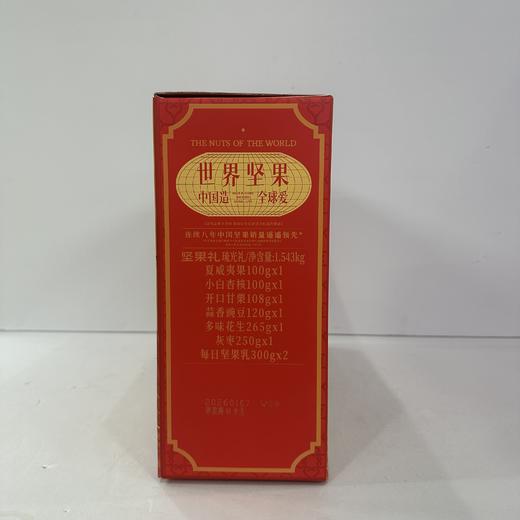 THE NUTS OF THE WORLD
世界坚果
中国造 全球爱
连续八年中国坚果销量遥遥领先
坚果礼 瑞光礼/净含量:1.543kg
夏威夷果100gx1
小白杏核100gx1
开口甘栗108gx1
蒜香豌豆120gx1
多味花生265gx1
灰枣250gx1
每日坚果乳300gx2